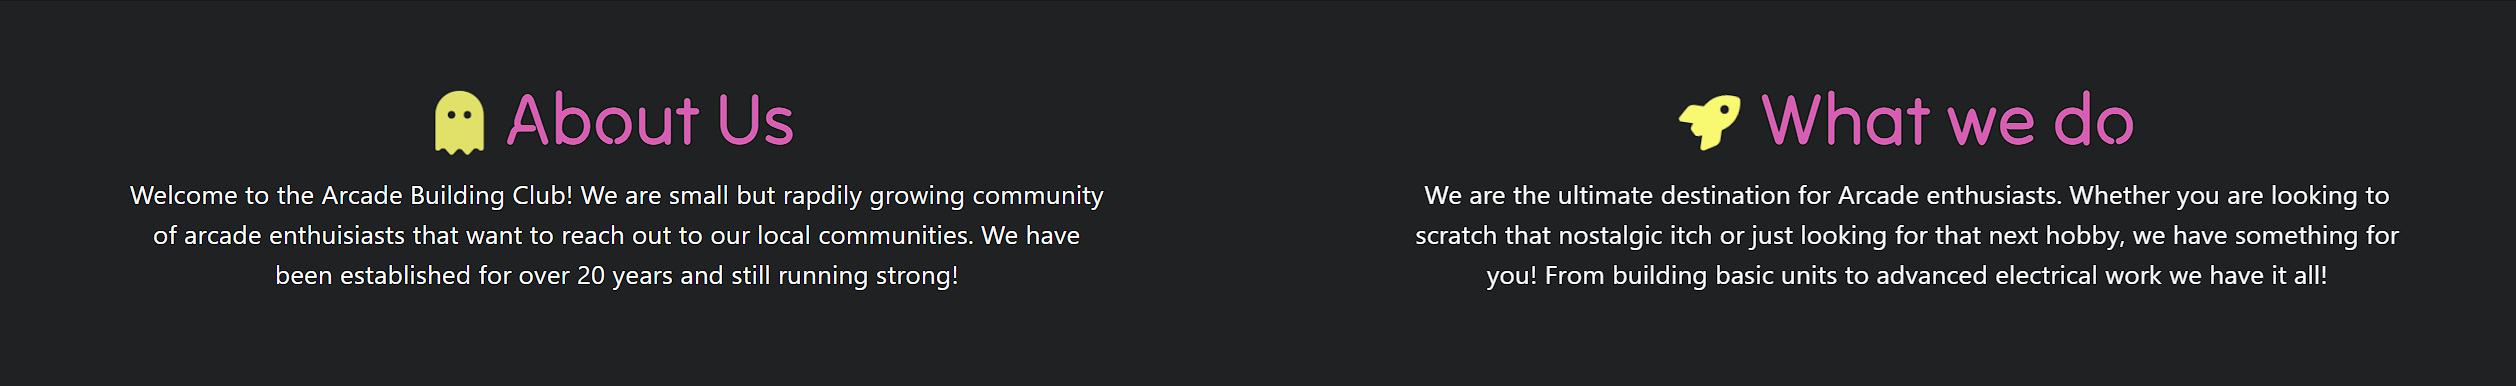 About Us
Welcome to the Arcade Building Club! We are small but rapdily growing community
of arcade enthuisiasts that want to reach out to our local communities. We have
been established for over 20 years and still running strong!
What we do
We are the ultimate destination for Arcade enthusiasts. Whether you are looking to
scratch that nostalgic itch or just looking for that next hobby, we have something for
you! From building basic units to advanced electrical work we have it all!